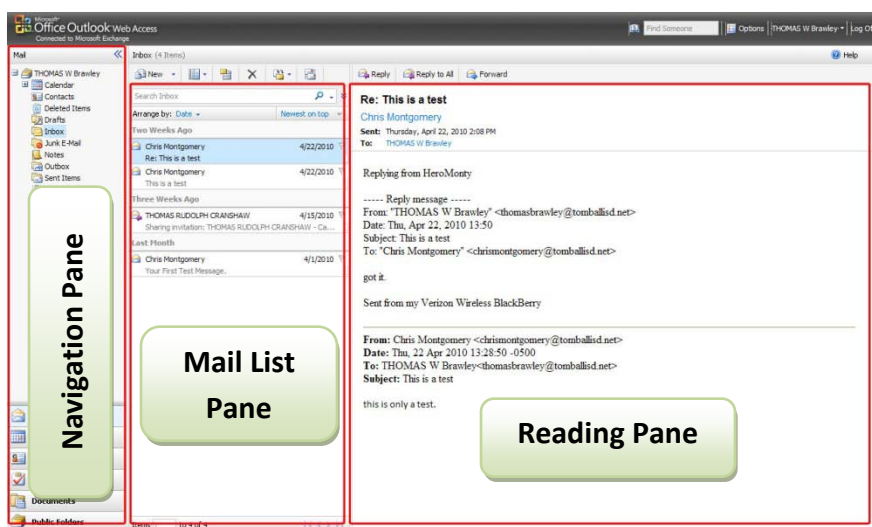 Microsoft®
Office Outlook Web Access
Connected to Microsoft Exchange
Find Someone
Options
THOMAS W Brawley
Log Of
Mail
THOMAS W Brawley
Calendar
Contacts
Deleted Items
Drafts
Inbox
Junk E-Mail
Notes
Outbox
Sent Items
Documents
Public Folders
Navigation Pane
Inbox (4 Items)
Help
New
Search Inbox
Arrange by: Date
Newest on top
Two Weeks Ago
Chris Montgomery 4/22/2010
Re: This is a test
Chris Montgomery 4/22/2010
This is a test
Three Weeks Ago
THOMAS RUDOLPH CRANSHAW 4/15/2010
Sharing invitation: THOMAS RUDOLPH CRANSHAW - Ca...
Last Month
Chris Montgomery 4/1/2010
Your First Test Message.
Mail List
Pane
Items to 4 of 4
Reply
Reply to All
Forward
Re: This is a test
Chris Montgomery
Sent: Thursday, April 22, 2010 2:08 PM
To: THOMAS W Brawley
Replying from HeroMonty
----- Reply message -----
From: "THOMAS W Brawley" <thomasbrawley@tomballisd.net>
Date: Thu, Apr 22, 2010 13:50
Subject: This is a test
To: "Chris Montgomery" <chrismontgomery@tomballisd.net>
got it.
Sent from my Verizon Wireless BlackBerry
From: Chris Montgomery <chrismontgomery@tomballisd.net>
Date: Thu, 22 Apr 2010 13:28:50 -0500
To: THOMAS W Brawley<thomasbrawley@tomballisd.net>
Subject: This is a test
this is only a test.
Reading Pane